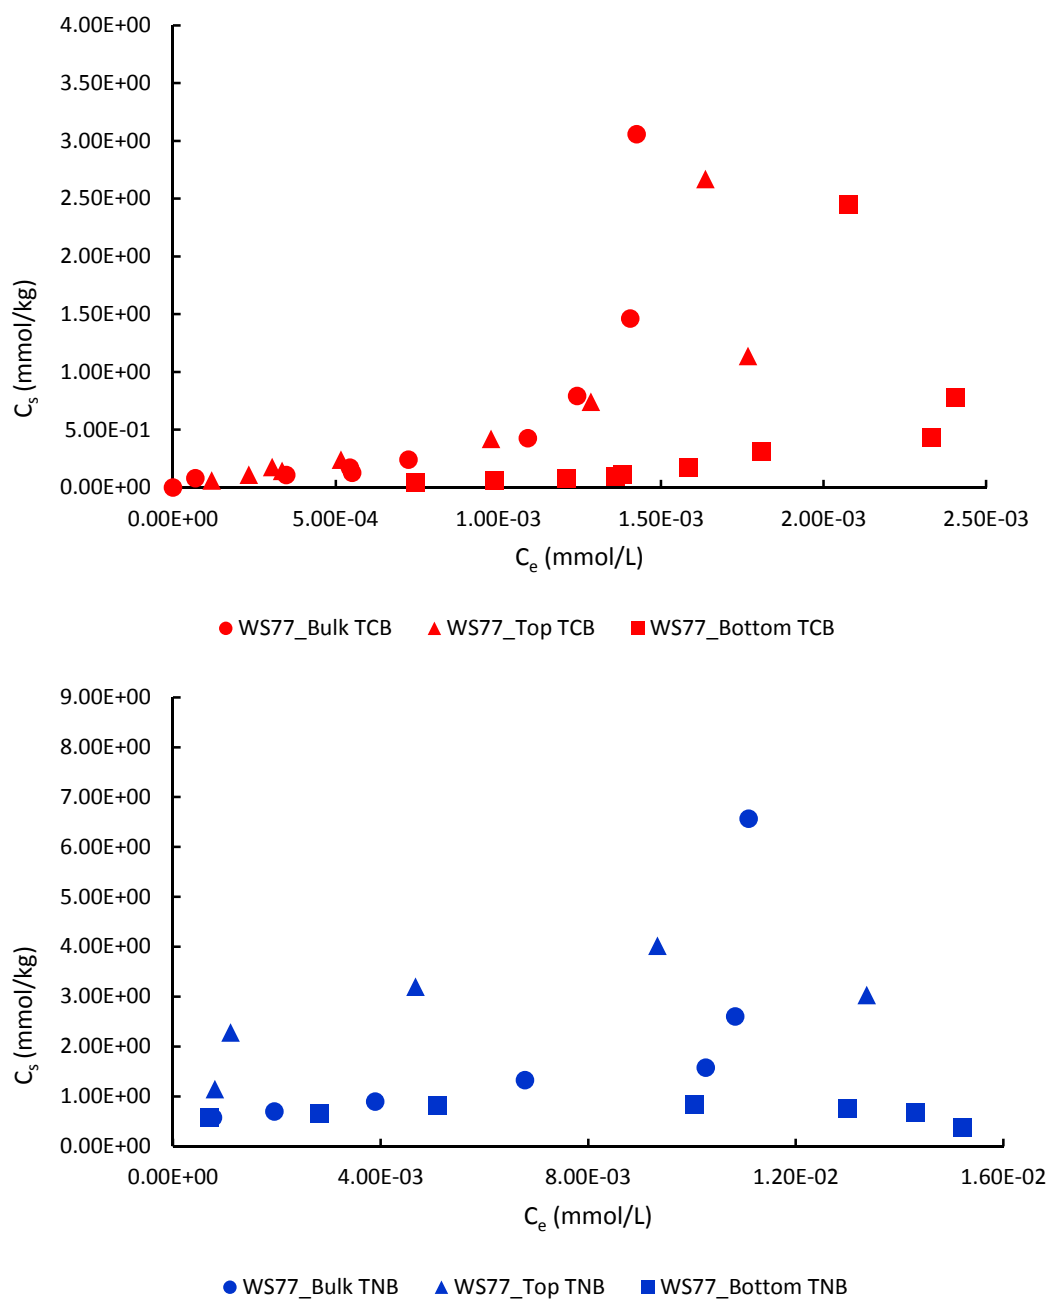 4.00E+00
3.50E+00
3.00E+00
2.50E+00
2.00E+00
1.50E+00
1.00E+00
5.00E-01
0.00E+00
Cs (mmol/kg)
0.00E+00 5.00E-04 1.00E-03 1.50E-03 2.00E-03 2.50E-03
Ce (mmol/L)
WS77_Bulk TCB WS77_Top TCB WS77_Bottom TCB
9.00E+00
8.00E+00
7.00E+00
6.00E+00
5.00E+00
4.00E+00
3.00E+00
2.00E+00
1.00E+00
0.00E+00
Cs (mmol/kg)
0.00E+00 4.00E-03 8.00E-03 1.20E-02 1.60E-02
Ce (mmol/L)
WS77_Bulk TNB WS77_Top TNB WS77_Bottom TNB